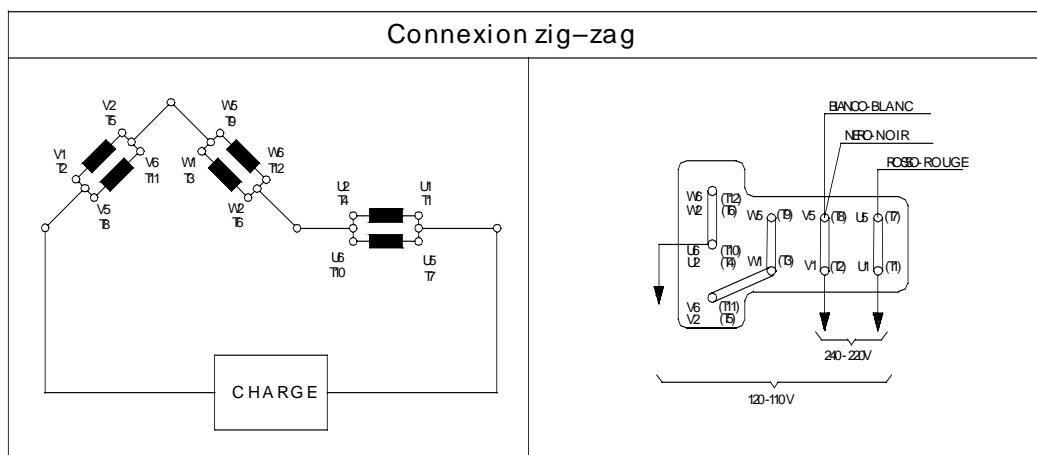 Connexion zig–zag
V2
T5
V1
T2
V6
T11
V5
T8
W5
T9
W1
T3
W6
T12
W2
T6
U2
T4
U1
T1
U6
T10
U5
T7
CHARGE
BIANCO-BLANC
NERO-NOIR
ROSSO-ROUGE
W6 (T12)
W2 (T6)
W5 (T9)
V5 (T8)
U5 (T7)
U6 (T10)
U2 (T4)
W1 (T3)
V1 (T2)
U1 (T1)
V6 (T11)
V2 (T5)
240-220V
120-110V